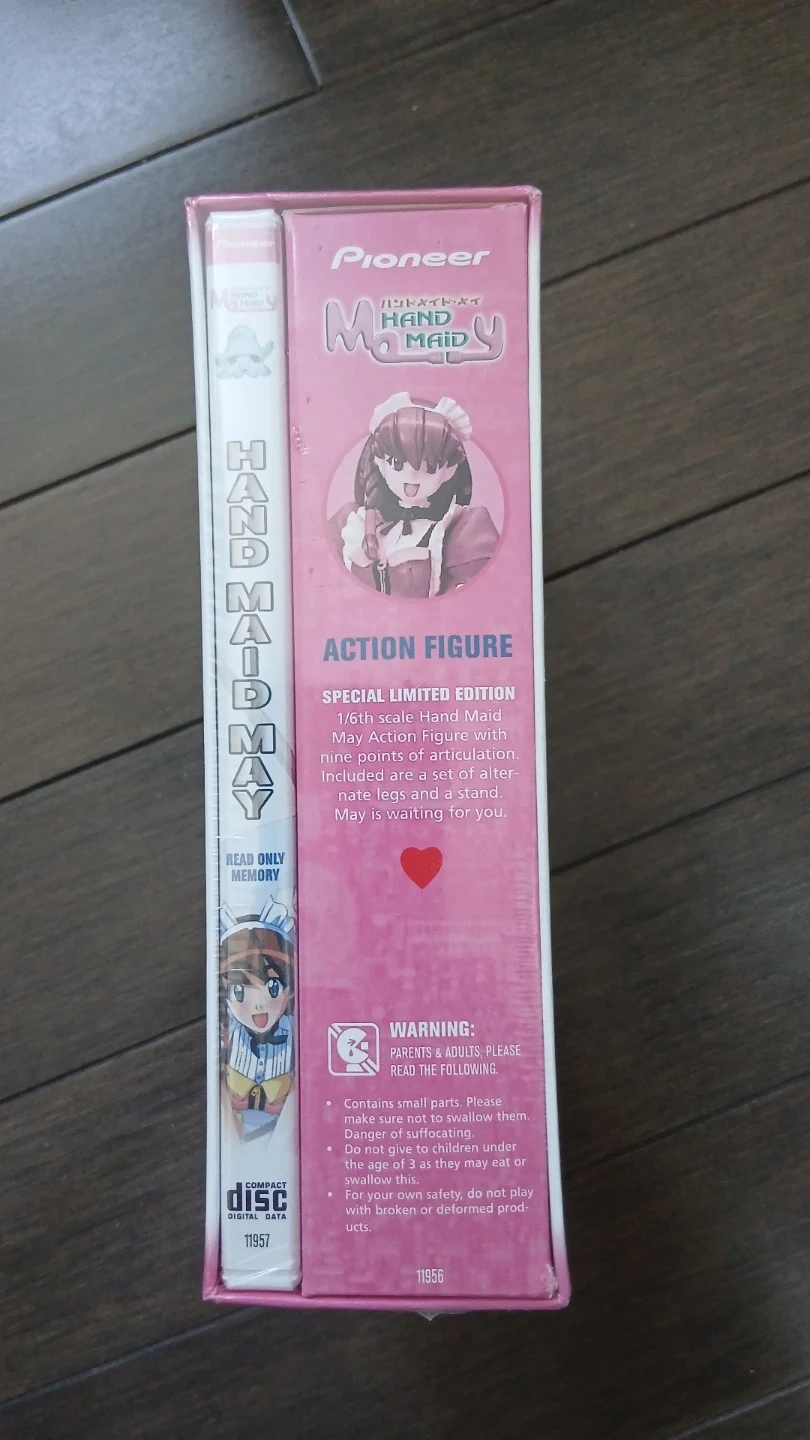 Pioneer
HAND
MAID
May
HAND MAID MAY
READ ONLY
MEMORY
COMPACT
disc
DIGITAL DATA
11957
Pioneer
ハンドメイド・メイ
HAND
MAID
May
ACTION FIGURE
SPECIAL LIMITED EDITION
1/6th scale Hand Maid
May Action Figure with
nine points of articulation.
Included are a set of alter-
nate legs and a stand.
May is waiting for you.
WARNING:
PARENTS & ADULTS, PLEASE
READ THE FOLLOWING.
• Contains small parts. Please
make sure not to swallow them.
Danger of suffocating.
• Do not give to children under
the age of 3 as they may eat or
swallow this.
• For your own safety, do not play
with broken or deformed prod-
ucts.
11956